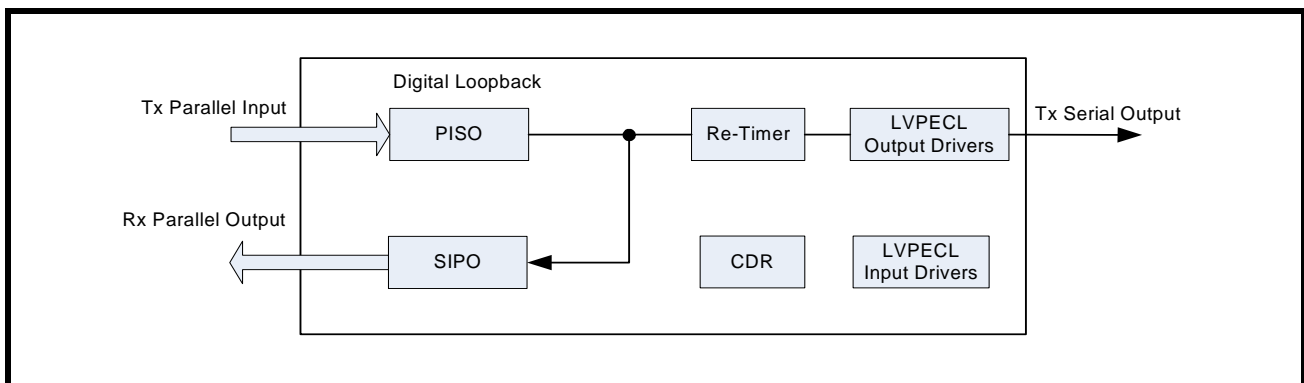 Digital Loopback
Tx Parallel Input
PISO
Re-Timer
LVPECL
Output Drivers
Tx Serial Output
Rx Parallel Output
SIPO
CDR
LVPECL
Input Drivers